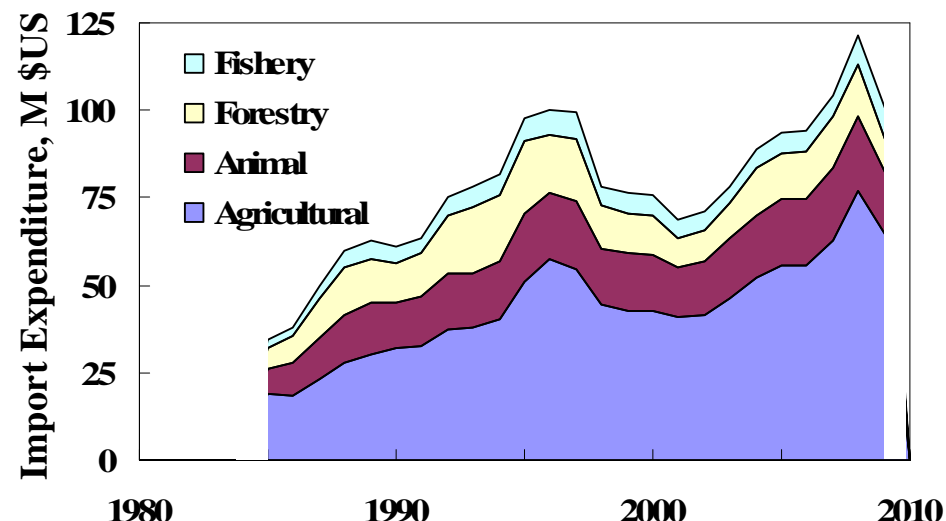 Import Expenditure, M $US
125
100
75
50
25
0
Fishery
Forestry
Animal
Agricultural
1980 1990 2000 2010